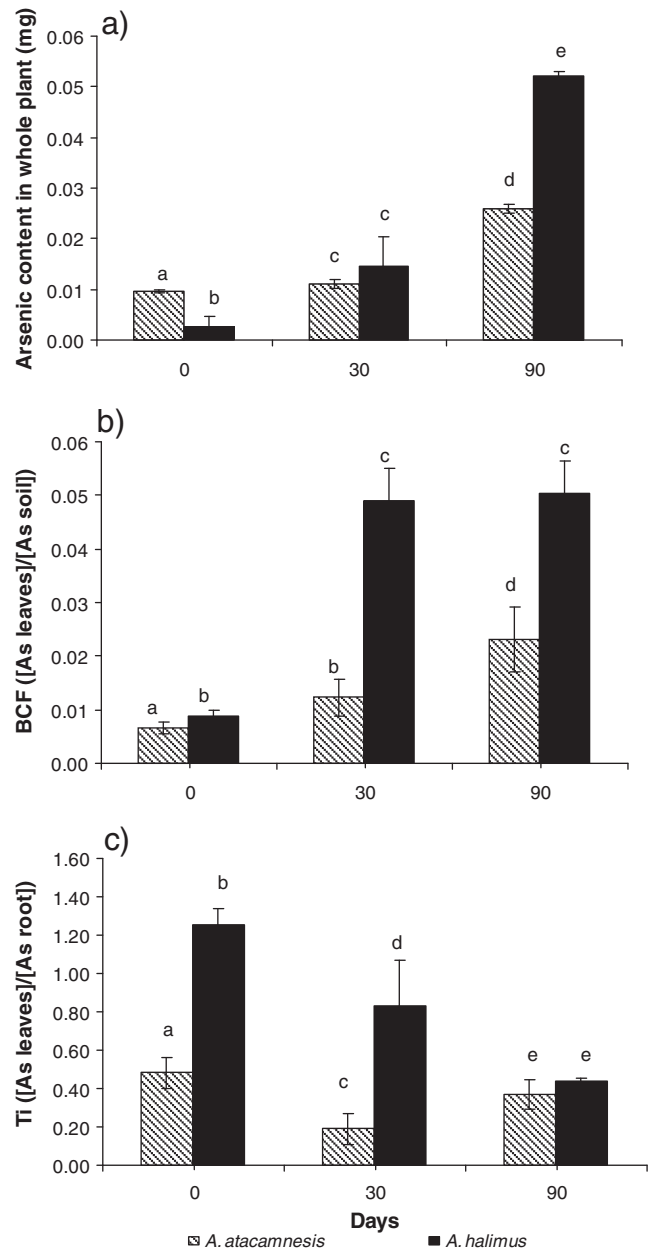 a)
Arsenic content in whole plant (mg)
0.06
0.05
0.04
0.03
0.02
0.01
0.00
a
b
c
c
d
e
0
30
90
b)
BCF ([As leaves]/[As soil])
0.06
0.05
0.04
0.03
0.02
0.01
0.00
a
b
b
c
d
c
0
30
90
c)
Ti ([As leaves]/[As root])
1.60
1.40
1.20
1.00
0.80
0.60
0.40
0.20
0.00
a
b
c
d
e
e
0
30
90
Days
A. atacamnesis
A. halimus